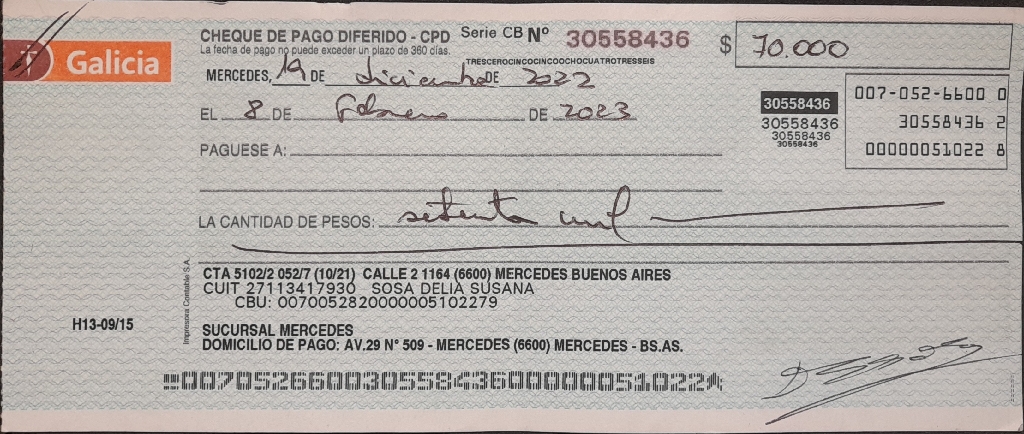 Galicia
CHEQUE DE PAGO DIFERIDO - CPD Serie CB Nº 30558436 $ 70.000
La fecha de pago no puede exceder un plazo de 360 días.
TRESCEROCINCOCINCOOCHOCUATROTRESSEIS
MERCEDES, 19 DE diciembre DE 2022
EL 8 DE Febrero DE 2023
30558436
30558436
30558436
30558436
007-052-6600 0
30558436 2
00000051022 8
PAGUESE A:
LA CANTIDAD DE PESOS: setenta mil
CTA 5102/2 052/7 (10/21) CALLE 2 1164 (6600) MERCEDES BUENOS AIRES
CUIT 27113417930 SOSA DELIA SUSANA
CBU: 0070052820000005102279
Impresora Contable S.A.
H13-09/15
SUCURSAL MERCEDES
DOMICILIO DE PAGO: AV.29 N° 509 - MERCEDES (6600) MERCEDES - BS.AS.
00705266003055843600000051022